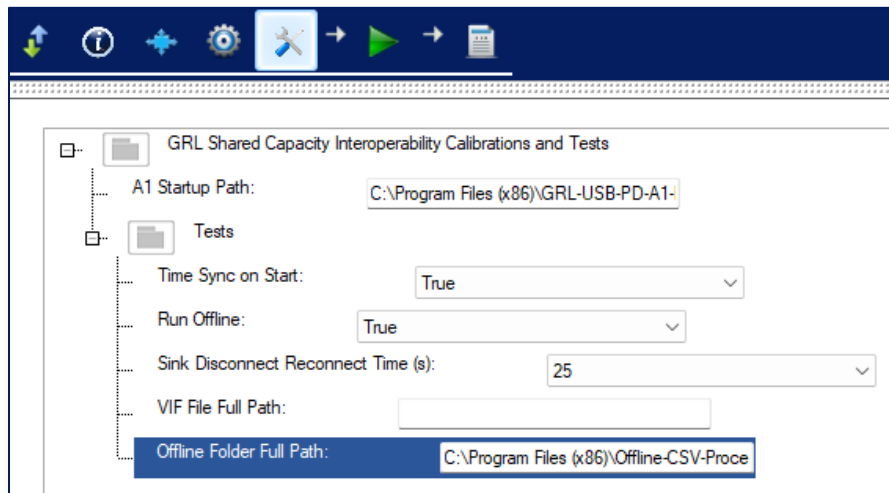 GRL Shared Capacity Interoperability Calibrations and Tests
A1 Startup Path: C:\Program Files (x86)\GRL-USB-PD-A1-
Tests
Time Sync on Start: True
Run Offline: True
Sink Disconnect Reconnect Time (s): 25
VIF File Full Path:
Offline Folder Full Path: C:\Program Files (x86)\Offline-CSV-Proce